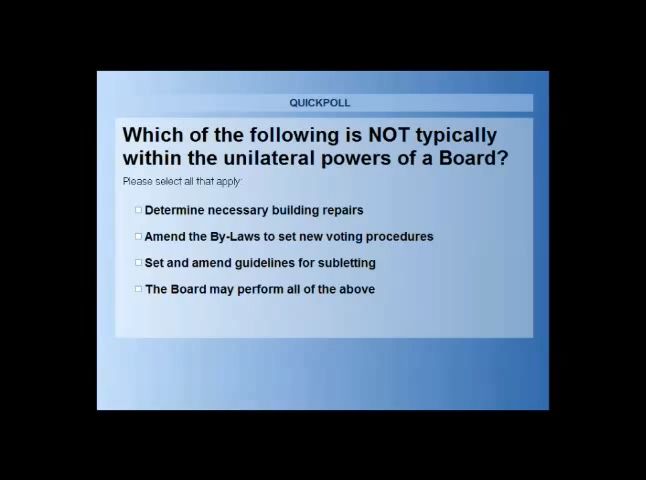 QUICKPOLL
Which of the following is NOT typically
within the unilateral powers of a Board?
Please select all that apply:
Determine necessary building repairs
Amend the By-Laws to set new voting procedures
Set and amend guidelines for subletting
The Board may perform all of the above